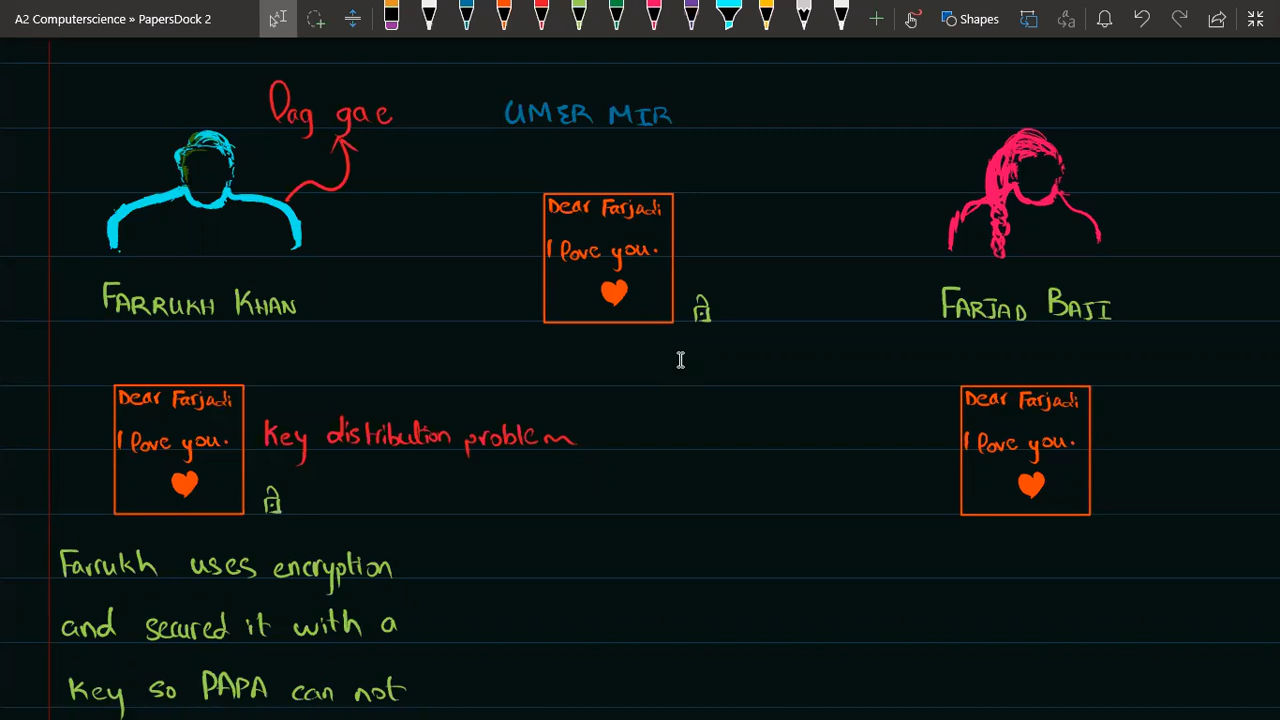 A2 Computerscience » PapersDock 2
Shapes
Dag gae
UMER MIR
Dear Farjadi
I love you.
FARRUKH KHAN
FARJAD BAJI
Dear Farjadi
I love you.
Key distribution problem
Dear Farjadi
I love you.
Farrukh uses encryption
and secured it with a
key so PAPA can not